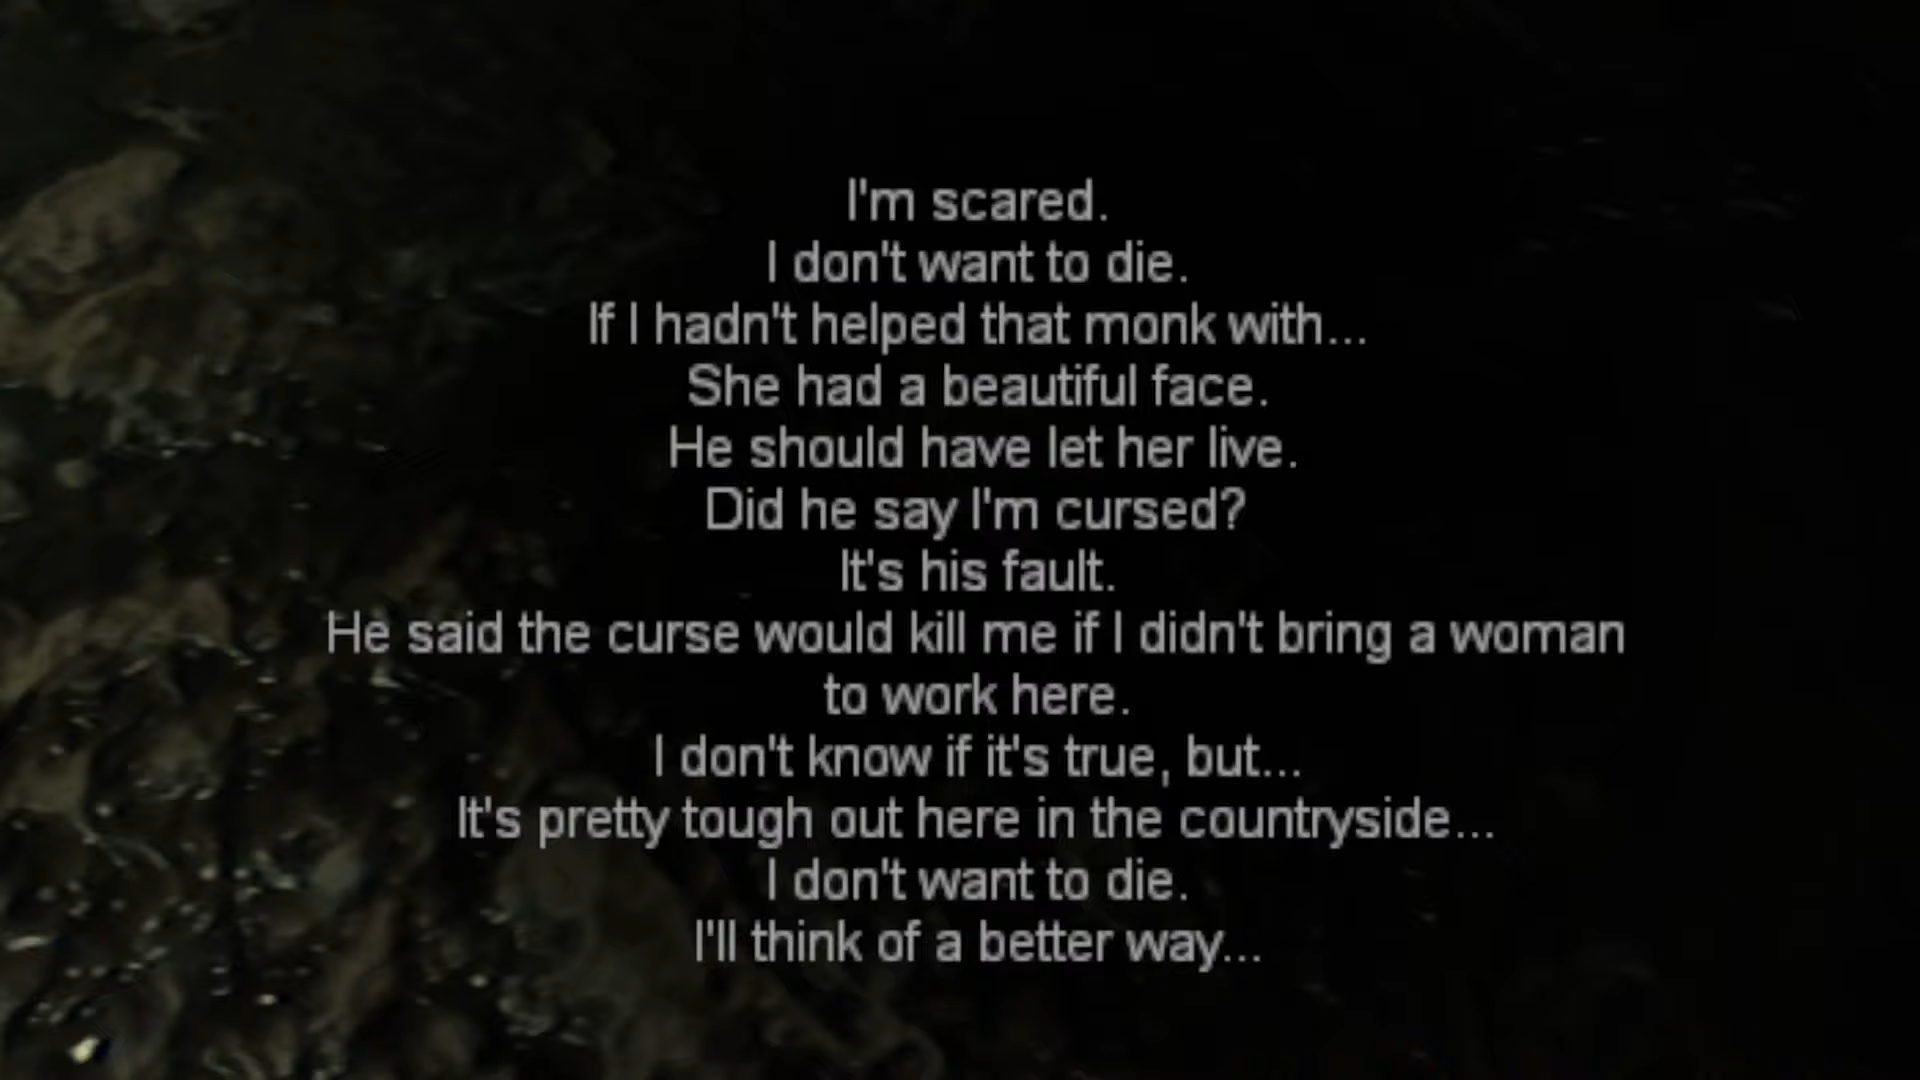 I'm scared.
I don't want to die.
If I hadn't helped that monk with...
She had a beautiful face.
He should have let her live.
Did he say I'm cursed?
It's his fault.
He said the curse would kill me if I didn't bring a woman
to work here.
I don't know if it's true, but...
It's pretty tough out here in the countryside...
I don't want to die.
I'll think of a better way...